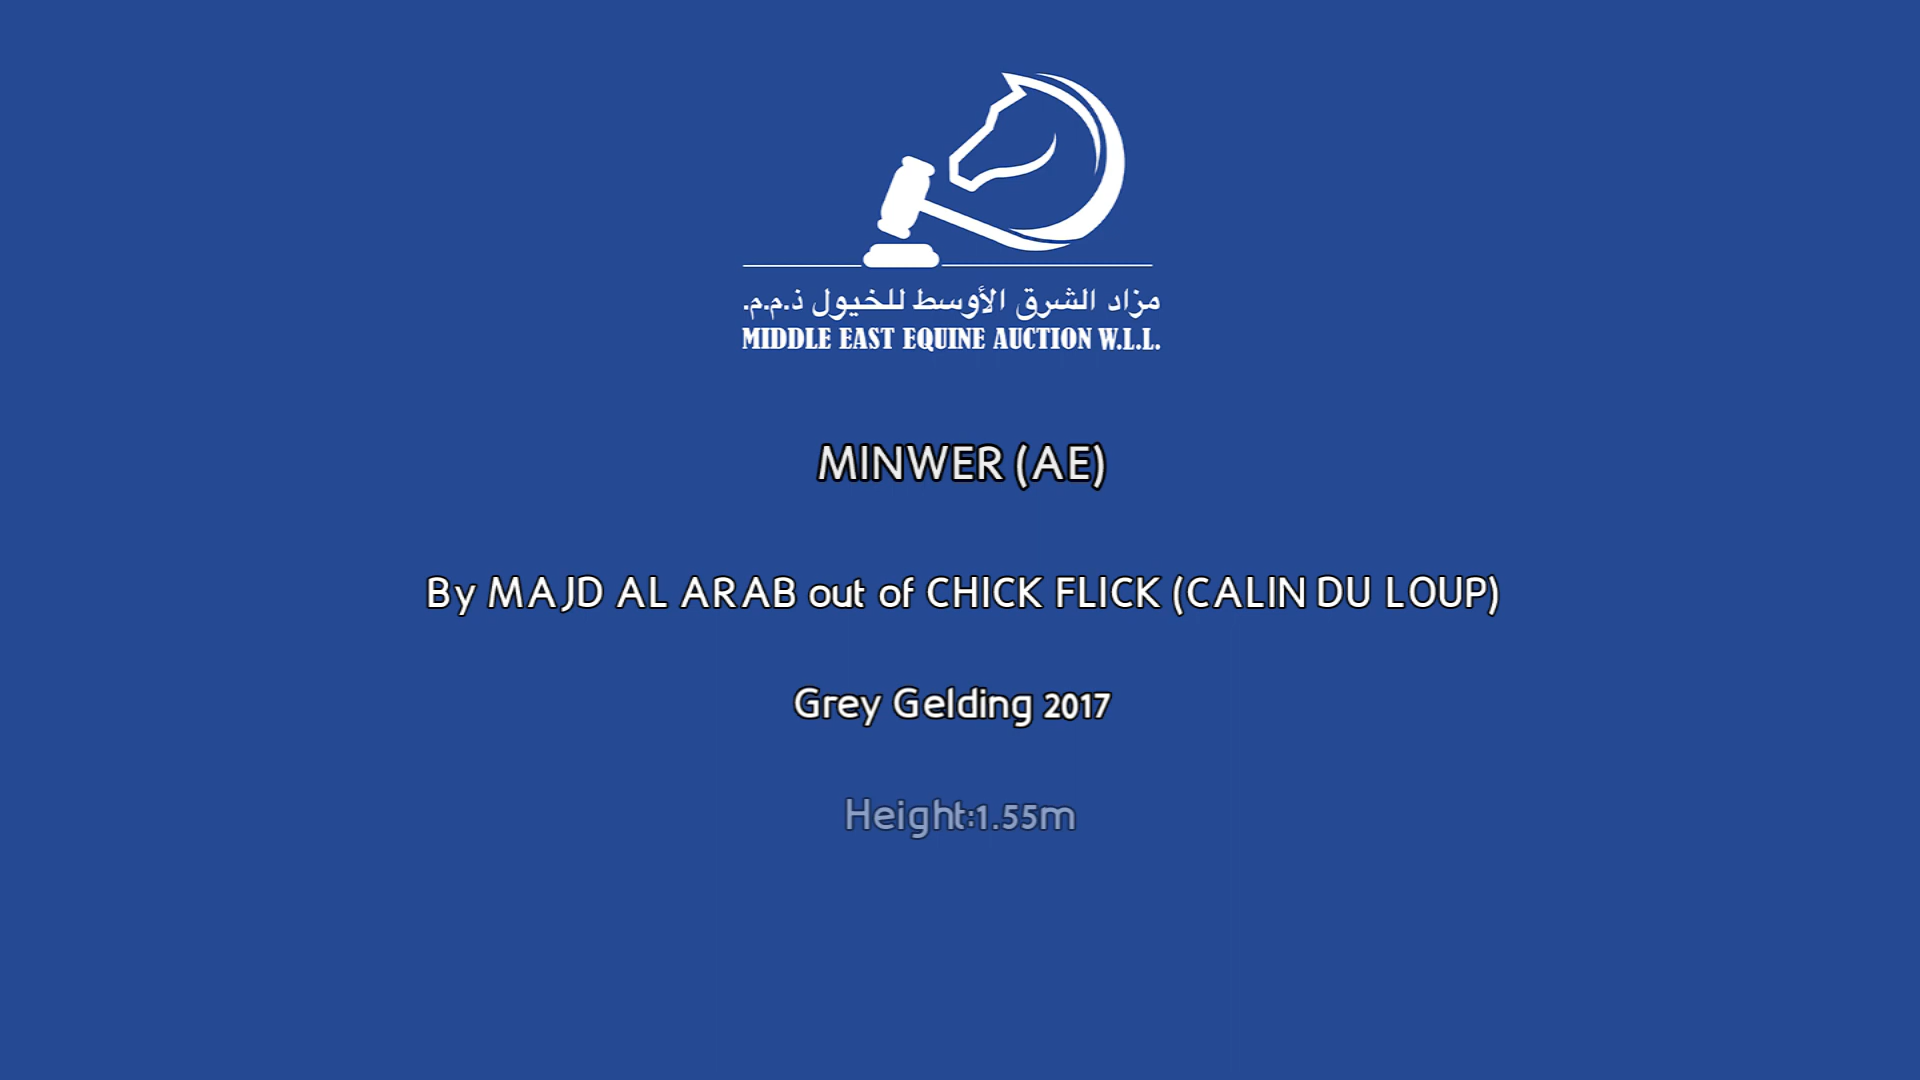 مزاد الشرق الأوسط للخيول ذ.م.م.
MIDDLE EAST EQUINE AUCTION W.L.L.
MINWER (AE)
By MAJD AL ARAB out of CHICK FLICK (CALIN DU LOUP)
Grey Gelding 2017
Height:1.55m